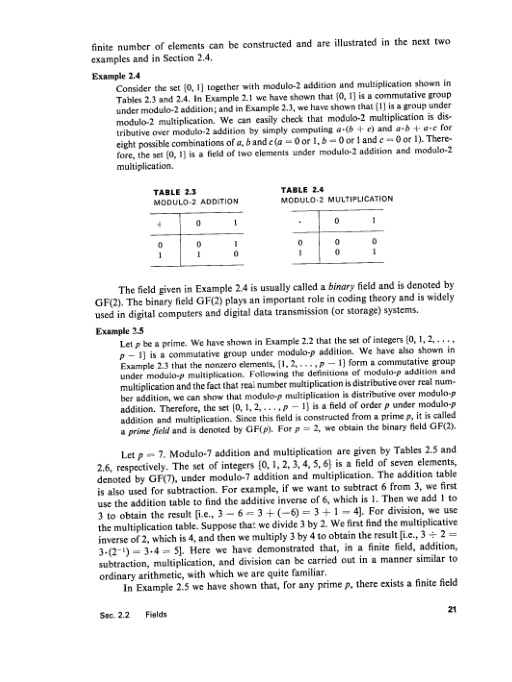 finite number of elements can be constructed and are illustrated in the next two
examples and in Section 2.4.
Example 2.4
Consider the set {0, 1} together with modulo-2 addition and multiplication shown in
Tables 2.3 and 2.4. In Example 2.1 we have shown that {0, 1} is a commutative group
under modulo-2 addition; and in Example 2.3, we have shown that {1} is a group under
modulo-2 multiplication. We can easily check that modulo-2 multiplication is dis-
tributive over modulo-2 addition by simply computing a·(b + c) and a·b + a·c for
eight possible combinations of a, b and c (a = 0 or 1, b = 0 or 1 and c = 0 or 1). There-
fore, the set {0, 1} is a field of two elements under modulo-2 addition and modulo-2
multiplication.
TABLE 2.3
MODULO-2 ADDITION
+ 0 1
0 0 1
1 1 0
TABLE 2.4
MODULO-2 MULTIPLICATION
· 0 1
0 0 0
1 0 1
The field given in Example 2.4 is usually called a binary field and is denoted by
GF(2). The binary field GF(2) plays an important role in coding theory and is widely
used in digital computers and digital data transmission (or storage) systems.
Example 2.5
Let p be a prime. We have shown in Example 2.2 that the set of integers {0, 1, 2, . . . ,
p − 1} is a commutative group under modulo-p addition. We have also shown in
Example 2.3 that the nonzero elements, {1, 2, . . . , p − 1} form a commutative group
under modulo-p multiplication. Following the definitions of modulo-p addition and
multiplication and the fact that real number multiplication is distributive over real num-
ber addition, we can show that modulo-p multiplication is distributive over modulo-p
addition. Therefore, the set {0, 1, 2, . . . , p − 1} is a field of order p under modulo-p
addition and multiplication. Since this field is constructed from a prime p, it is called
a prime field and is denoted by GF(p). For p = 2, we obtain the binary field GF(2).
Let p = 7. Modulo-7 addition and multiplication are given by Tables 2.5 and
2.6, respectively. The set of integers {0, 1, 2, 3, 4, 5, 6} is a field of seven elements,
denoted by GF(7), under modulo-7 addition and multiplication. The addition table
is also used for subtraction. For example, if we want to subtract 6 from 3, we first
use the addition table to find the additive inverse of 6, which is 1. Then we add 1 to
3 to obtain the result [i.e., 3 − 6 = 3 + (−6) = 3 + 1 = 4]. For division, we use
the multiplication table. Suppose that we divide 3 by 2. We first find the multiplicative
inverse of 2, which is 4, and then we multiply 3 by 4 to obtain the result [i.e., 3 ÷ 2 =
3·(2⁻¹) = 3·4 = 5]. Here we have demonstrated that, in a finite field, addition,
subtraction, multiplication, and division can be carried out in a manner similar to
ordinary arithmetic, with which we are quite familiar.
In Example 2.5 we have shown that, for any prime p, there exists a finite field
Sec. 2.2 Fields 21